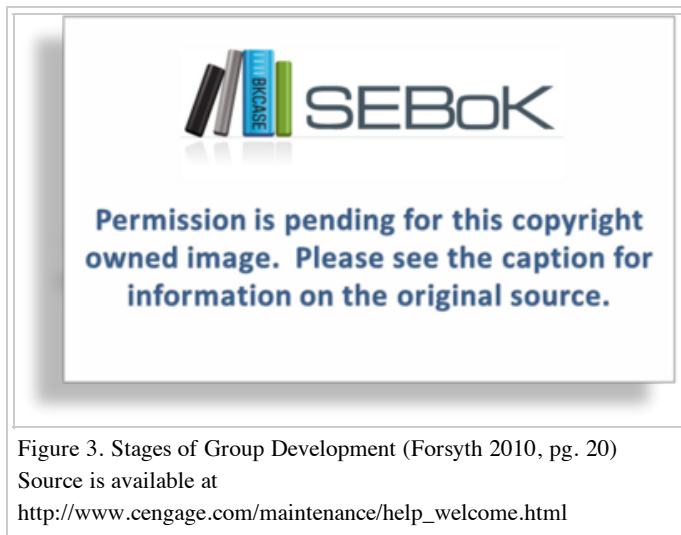 BKCASE
SEBoK
Permission is pending for this copyright
owned image. Please see the caption for
information on the original source.
Figure 3. Stages of Group Development (Forsyth 2010, pg. 20)
Source is available at
http://www.cengage.com/maintenance/help_welcome.html